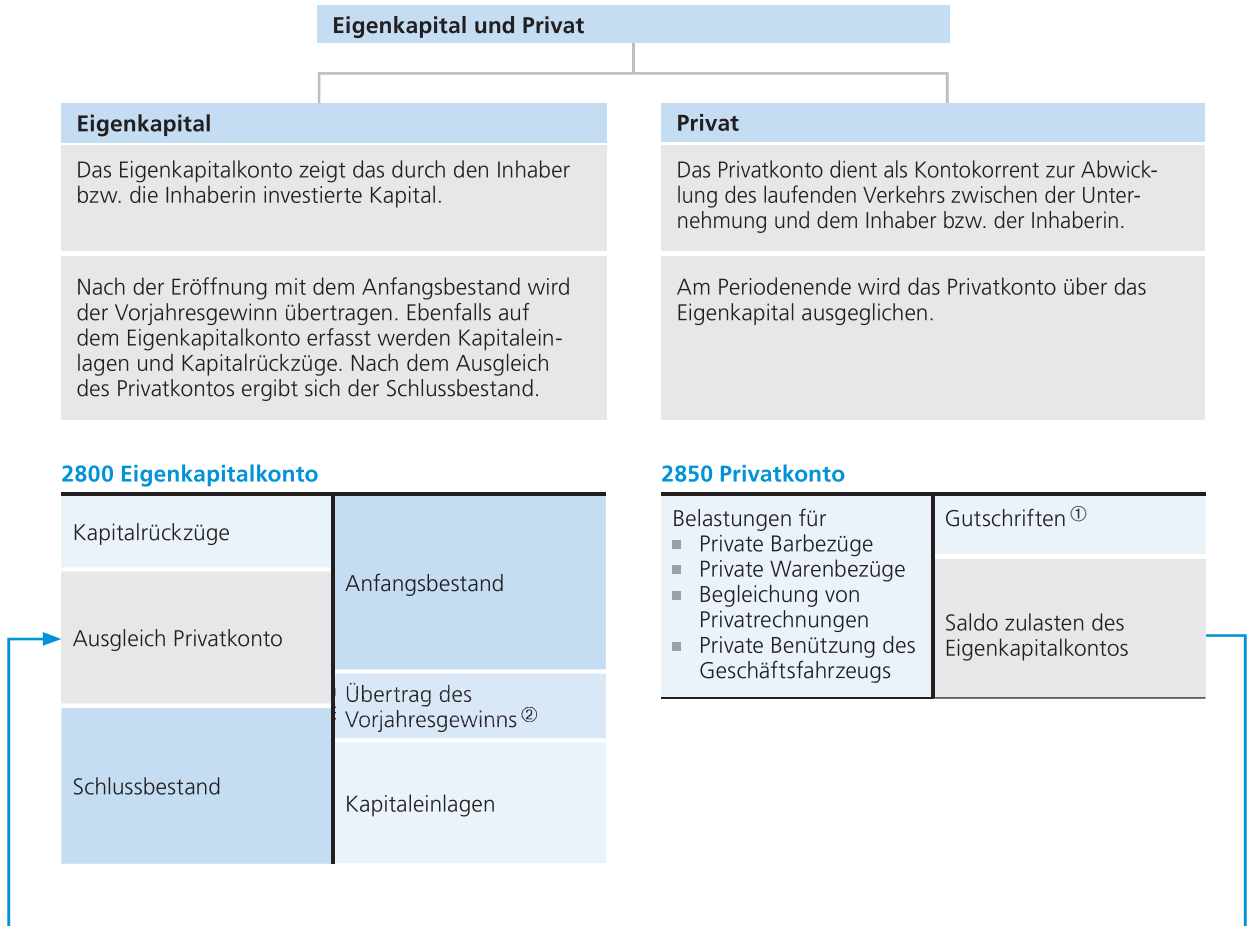 Eigenkapital und Privat
Eigenkapital
Das Eigenkapitalkonto zeigt das durch den Inhaber
bzw. die Inhaberin investierte Kapital.
Nach der Eröffnung mit dem Anfangsbestand wird
der Vorjahresgewinn übertragen. Ebenfalls auf
dem Eigenkapitalkonto erfasst werden Kapitalein-
lagen und Kapitalrückzüge. Nach dem Ausgleich
des Privatkontos ergibt sich der Schlussbestand.
Privat
Das Privatkonto dient als Kontokorrent zur Abwick-
lung des laufenden Verkehrs zwischen der Unter-
nehmung und dem Inhaber bzw. der Inhaberin.
Am Periodenende wird das Privatkonto über das
Eigenkapital ausgeglichen.
2800 Eigenkapitalkonto
Kapitalrückzüge
Ausgleich Privatkonto
Schlussbestand
Anfangsbestand
Übertrag des
Vorjahresgewinns ②
Kapitaleinlagen
2850 Privatkonto
Belastungen für
■ Private Barbezüge
■ Private Warenbezüge
■ Begleichung von
Privatrechnungen
■ Private Benützung des
Geschäftsfahrzeugs
Gutschriften ①
Saldo zulasten des
Eigenkapitalkontos